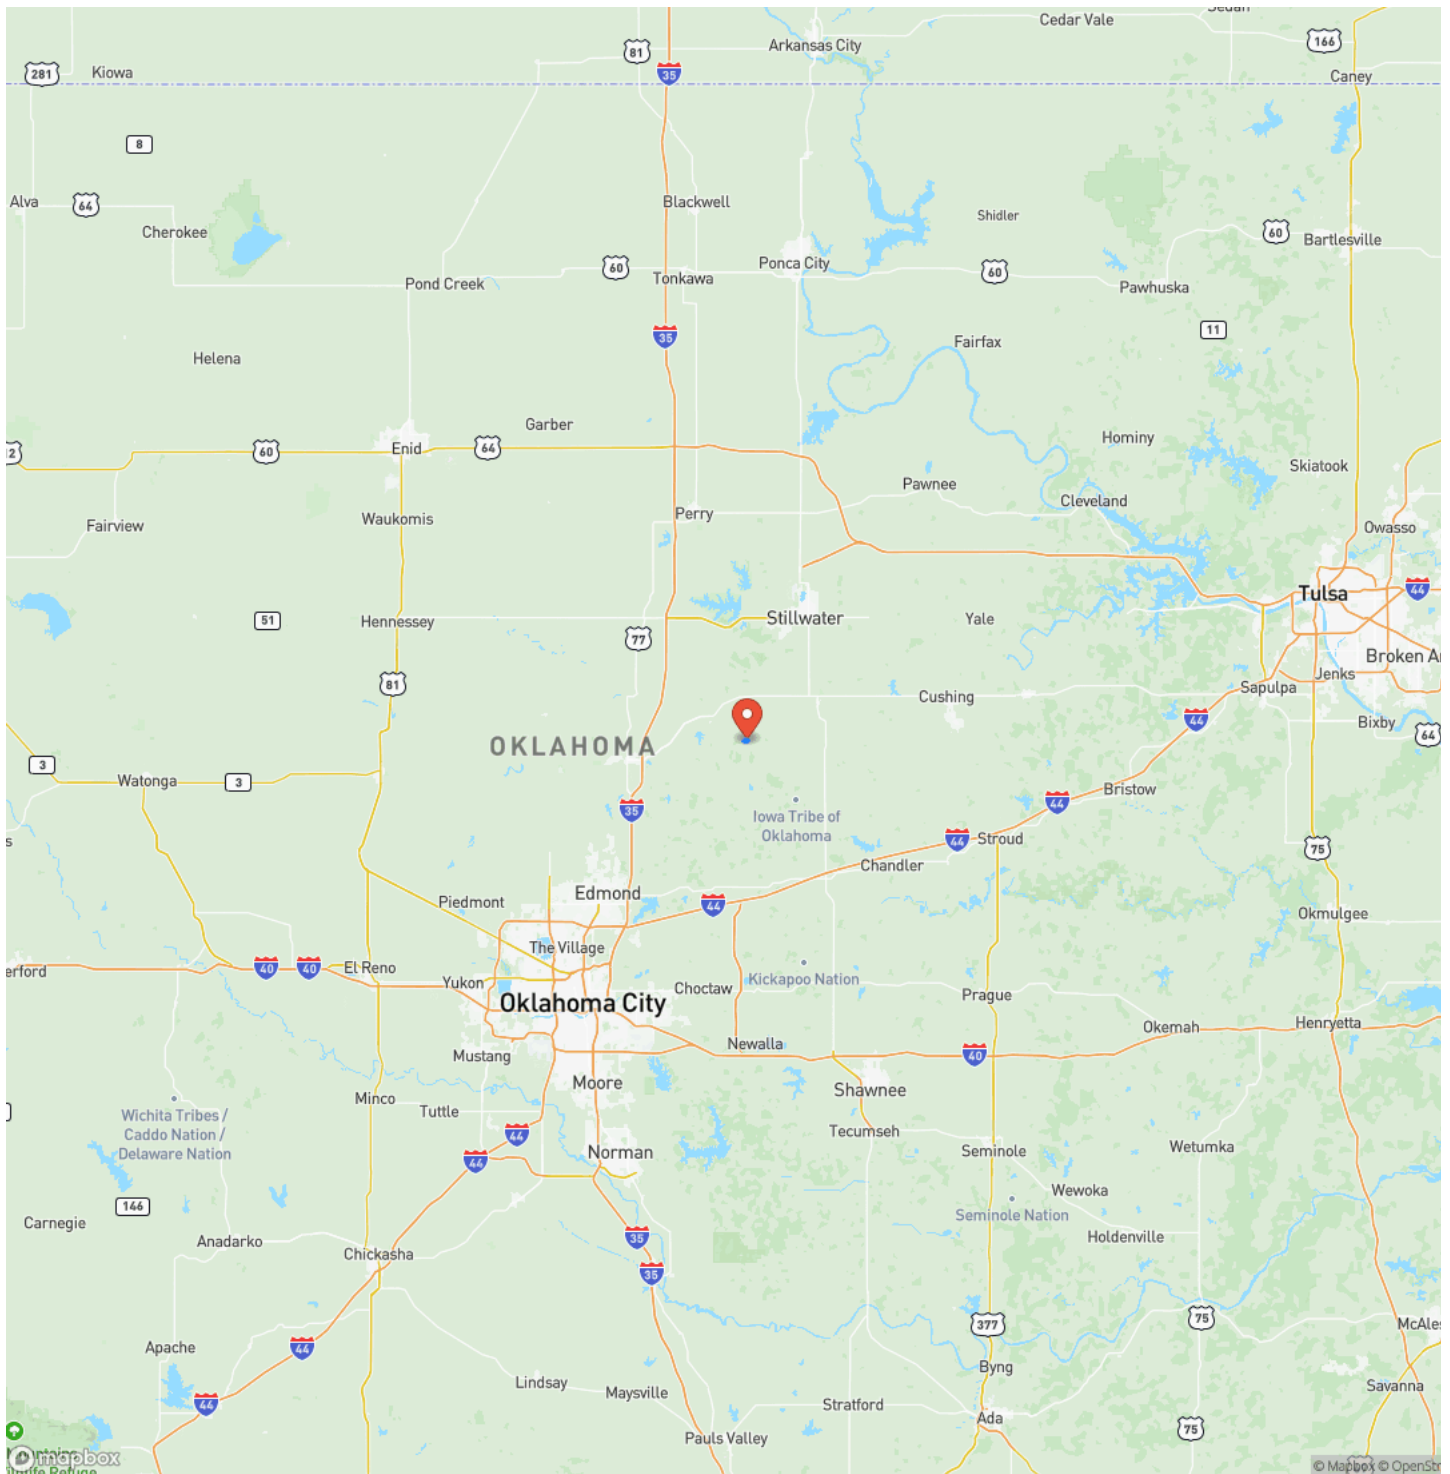 Sedan
Cedar Vale
Arkansas City
81
166
281
Kiowa
35
Caney
8
Alva
64
Blackwell
Shidler
Cherokee
60
Bartlesville
60
Tonkawa
Ponca City
60
Pond Creek
Pawhuska
35
Fairfax
11
Helena
Garber
Hominy
Enid
64
60
2
Skiatook
Pawnee
Cleveland
Perry
Waukomis
Fairview
Owasso
Tulsa
44
51
Hennessey
77
Stillwater
Yale
Broken A
Jenks
81
Cushing
Sapulpa
44
Bixby
64
OKLAHOMA
3
Watonga
3
Bristow
35
44
Iowa Tribe of
Oklahoma
44
Stroud
75
Chandler
Edmond
Piedmont
44
Okmulgee
The Village
40
40
El Reno
erford
Yukon
Choctaw
Kickapoo Nation
Oklahoma City
Prague
Okemah
Henryetta
Newalla
Mustang
40
Moore
Shawnee
Minco
Tuttle
Wichita Tribes /
Caddo Nation /
Delaware Nation
44
Tecumseh
44
Norman
Seminole
Wetumka
Wewoka
146
Carnegie
Seminole Nation
Anadarko
35
Holdenville
Chickasha
35
75
377
McAles
Apache
44
Byng
Lindsay
Maysville
Savanna
44
Stratford
Ada
75
Pauls Valley
Mountains
Wildlife Refuge
mapbox
© Mapbox © OpenStr